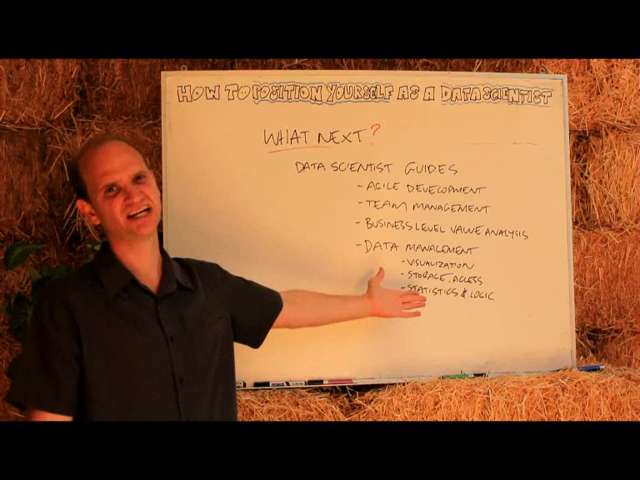 HOW TO POSITION YOURSELF AS A DATA SCIENTIST
WHAT NEXT?
DATA SCIENTIST GUIDES
- AGILE DEVELOPMENT
- TEAM MANAGEMENT
- BUSINESS LEVEL VALUE ANALYSIS
- DATA MANAGEMENT
- VISUALIZATION
- STORAGE, ACCESS
- STATISTICS & LOGIC